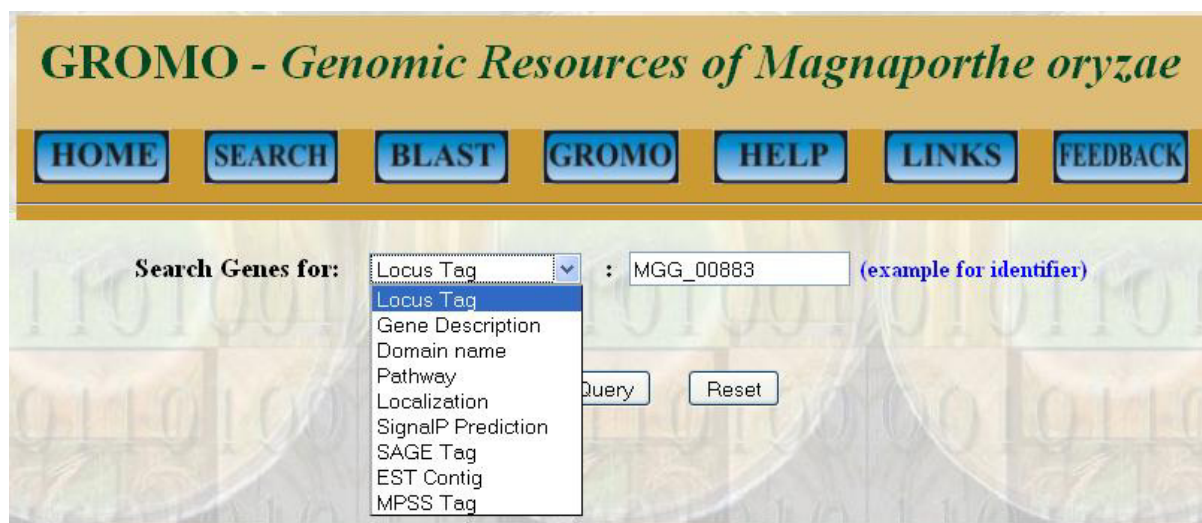 GROMO - Genomic Resources of Magnaporthe oryzae
HOME SEARCH BLAST GROMO HELP LINKS FEEDBACK
Search Genes for: Locus Tag : MGG_00883 (example for identifier)
Locus Tag
Gene Description
Domain name
Pathway
Query Reset
Localization
SignalP Prediction
SAGE Tag
EST Contig
MPSS Tag